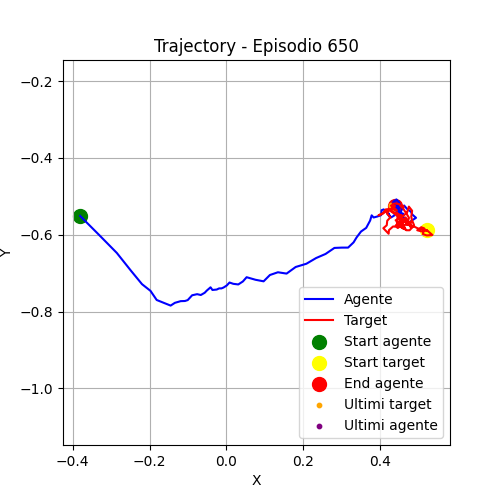 Trajectory - Episodio 650
−0.2
−0.4
−0.6
−0.8
−1.0
Y
−0.4
−0.2
0.0
0.2
0.4
X
Agente
Target
Start agente
Start target
End agente
Ultimi target
Ultimi agente